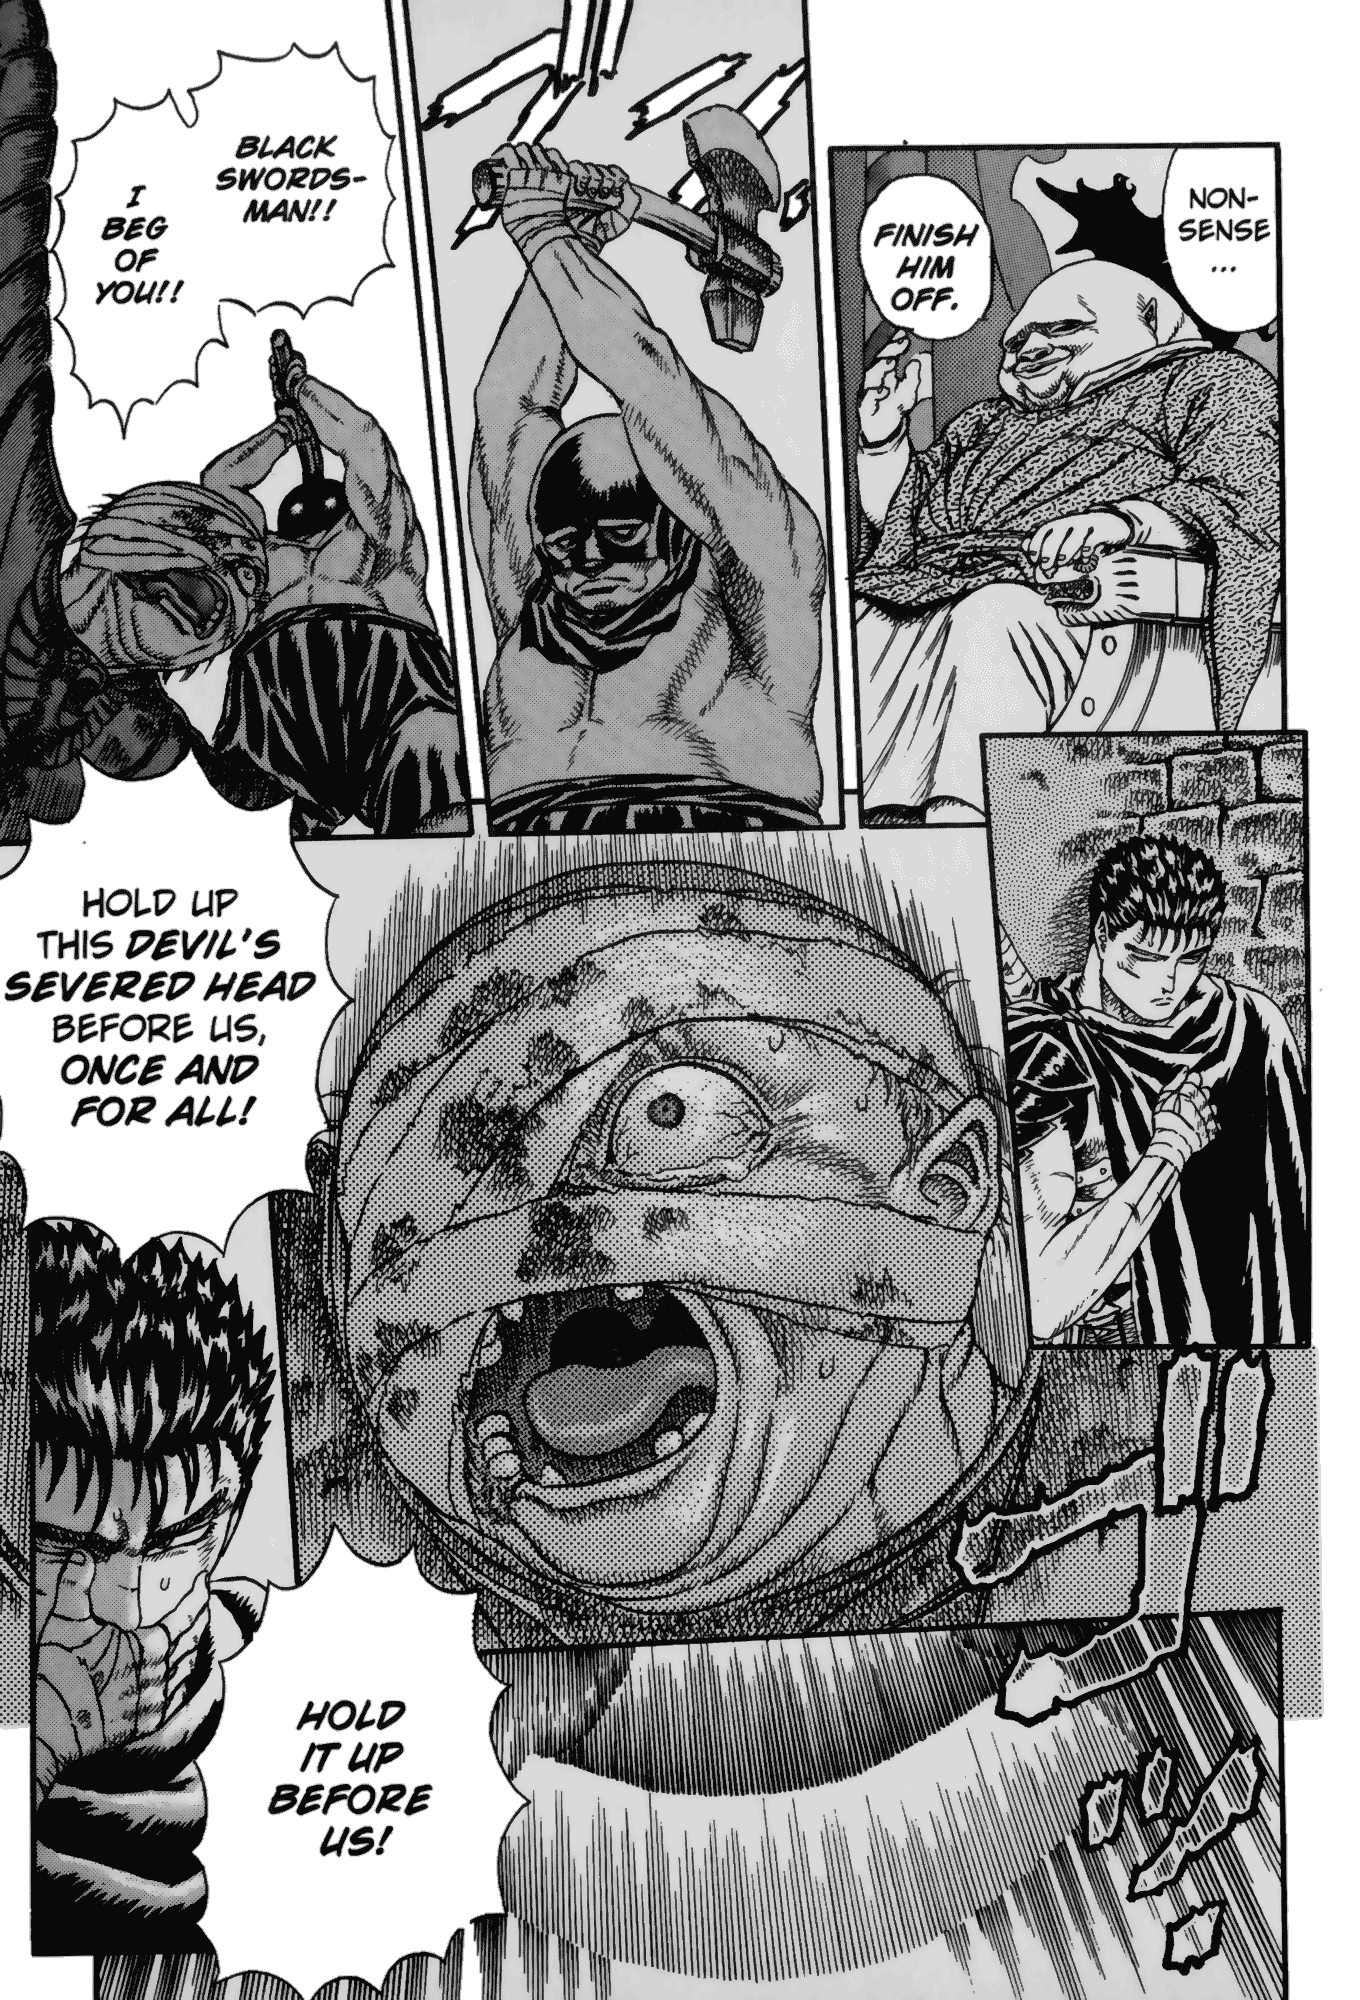 NON-
SENSE
...
FINISH
HIM
OFF.
BLACK
SWORDS-
MAN!!
I
BEG
OF
YOU!!
HOLD UP
THIS DEVIL'S
SEVERED HEAD
BEFORE US,
ONCE AND
FOR ALL!
HOLD
IT UP
BEFORE
US!